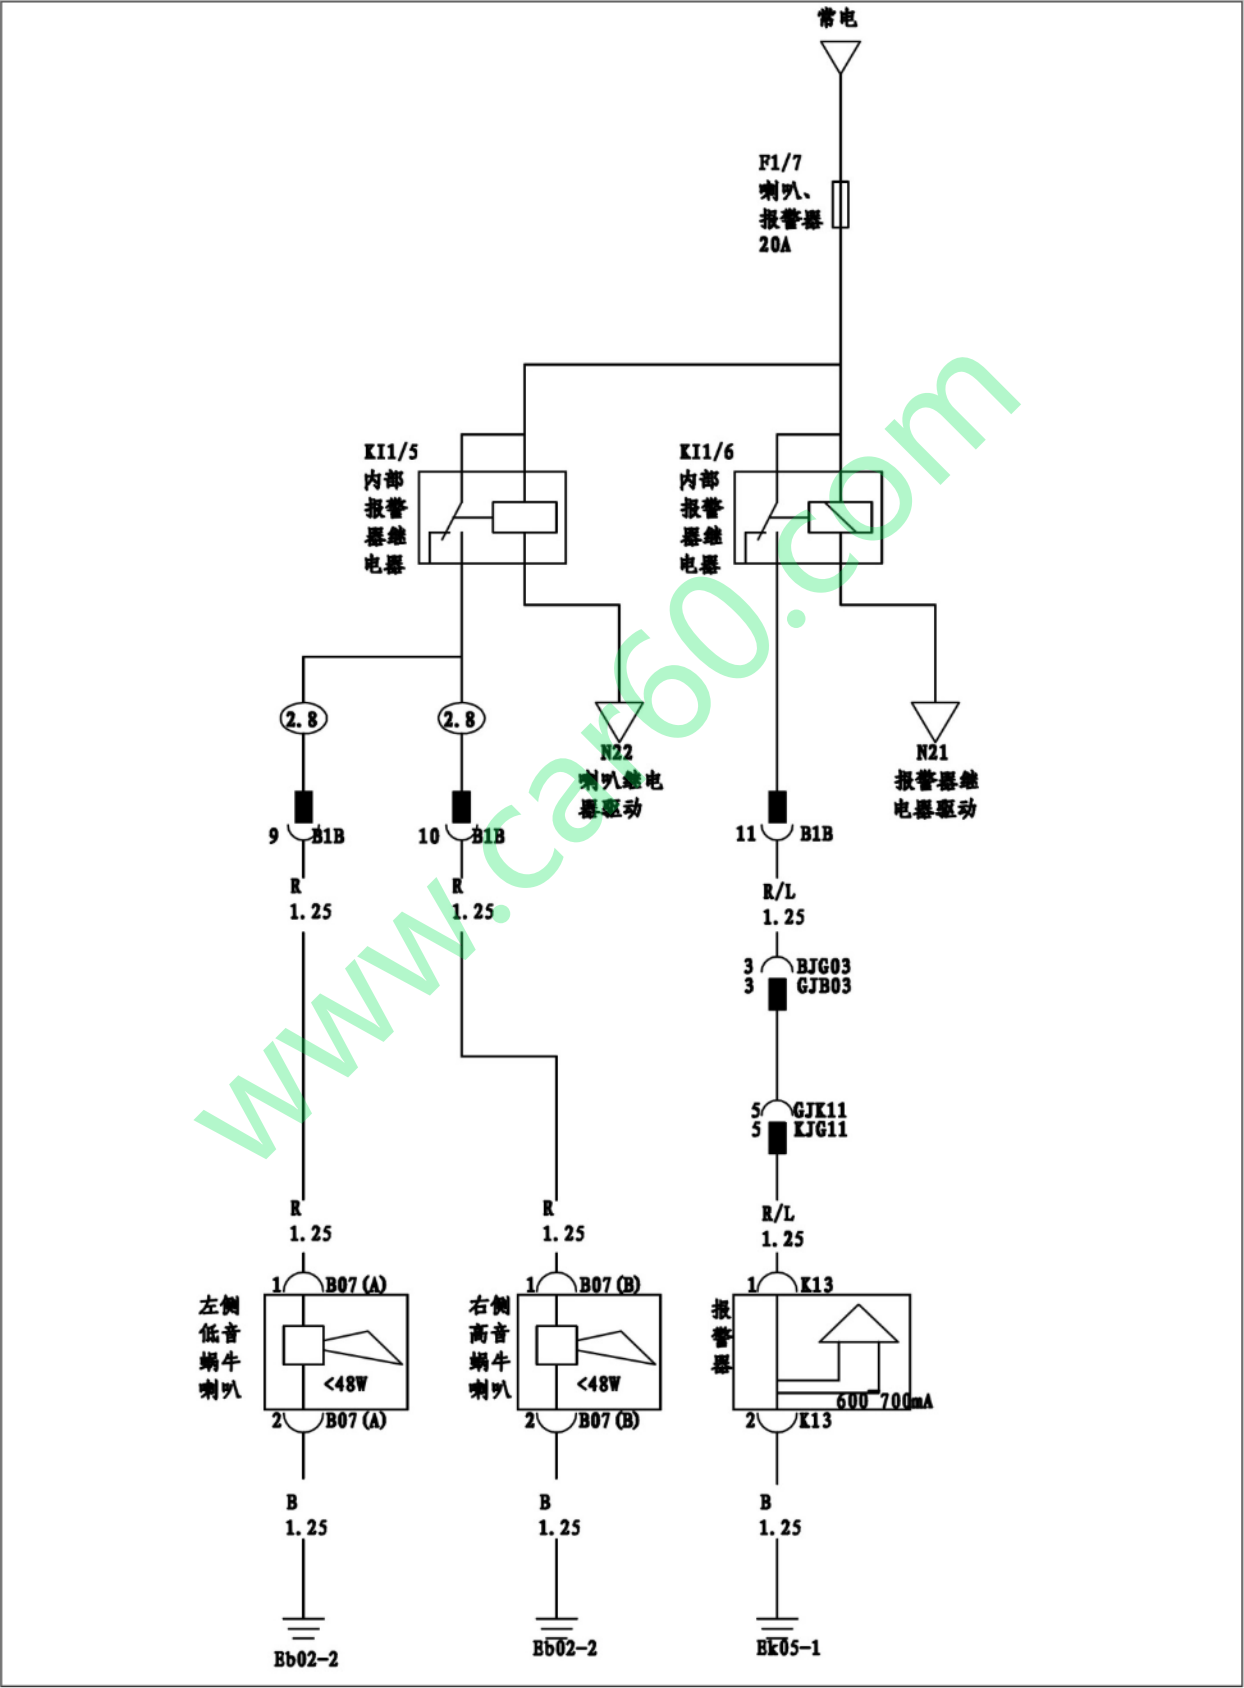 常电
F1/7
喇叭、
报警器
20A
KI1/5
内部
报警
器继
电器
KI1/6
内部
报警
器继
电器
2.8
2.8
N22
喇叭继电
器驱动
N21
报警器继
电器驱动
9 B1B
10 B1B
11 B1B
R
1.25
R
1.25
R/L
1.25
3 BJG03
3 GJB03
5 GJK11
5 KJG11
R
1.25
R
1.25
R/L
1.25
1 B07(A)
左侧
低音
蜗牛
喇叭
<48W
2 B07(A)
1 B07(B)
右侧
高音
蜗牛
喇叭
<48W
2 B07(B)
1 K13
报
警
器
600~700mA
2 K13
B
1.25
B
1.25
B
1.25
Eb02-2
Eb02-2
Ek05-1
www.car60.com